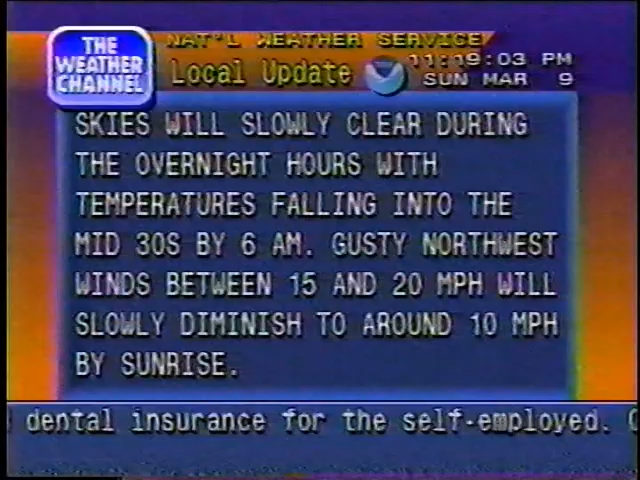 THE
WEATHER
CHANNEL
NAT'L WEATHER SERVICE
Local Update
11:19:03 PM
SUN MAR 9
SKIES WILL SLOWLY CLEAR DURING
THE OVERNIGHT HOURS WITH
TEMPERATURES FALLING INTO THE
MID 30S BY 6 AM. GUSTY NORTHWEST
WINDS BETWEEN 15 AND 20 MPH WILL
SLOWLY DIMINISH TO AROUND 10 MPH
BY SUNRISE.
dental insurance for the self-employed.